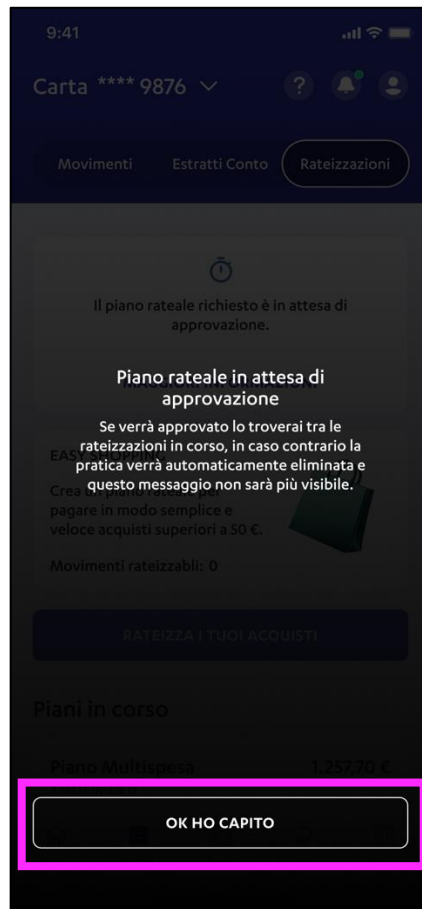 9:41
Carta **** 9876
?
Movimenti Estratti Conto Rateizzazioni
Il piano rateale richiesto è in attesa di
approvazione.
Piano rateale in attesa di
approvazione
Se verrà approvato lo troverai tra le
rateizzazioni in corso, in caso contrario la
pratica verrà automaticamente eliminata e
questo messaggio non sarà più visibile.
EASY SHOPPING
Crea un piano rateale per
pagare in modo semplice e
veloce acquisti superiori a 50 €.
Movimenti rateizzabli: 0
RATEIZZA I TUOI ACQUISTI
Piani in corso
Piano Multispesa 1.257,70 €
OK HO CAPITO